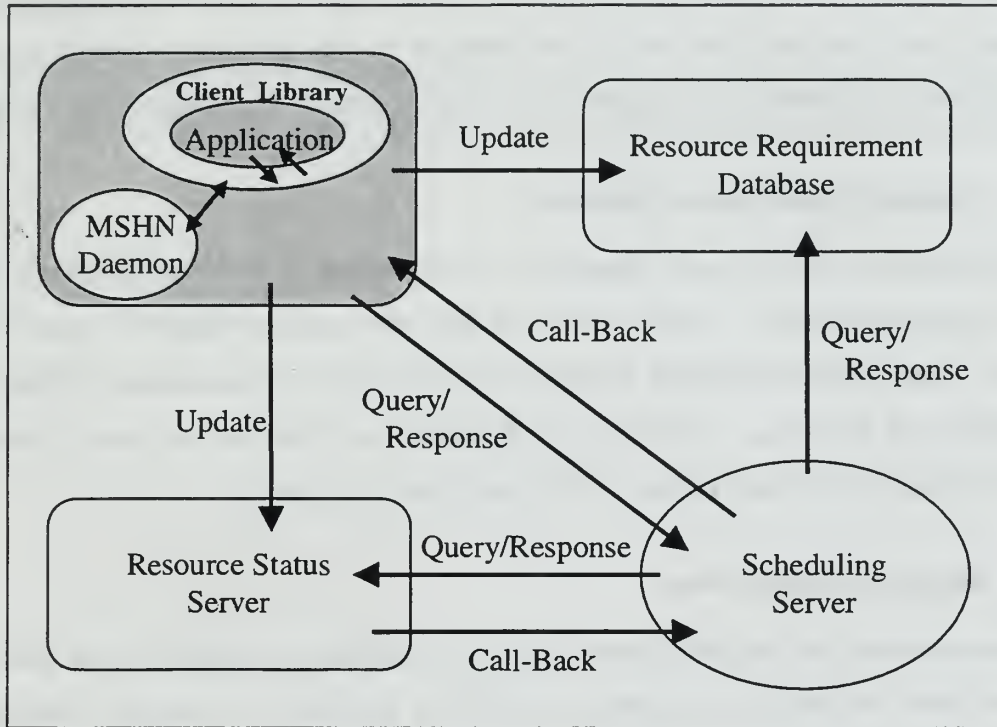 Client Library
Application
MSHN
Daemon
Update
Resource Requirement
Database
Call-Back
Query/
Response
Update
Query/
Response
Resource Status
Server
Query/Response
Call-Back
Scheduling
Server